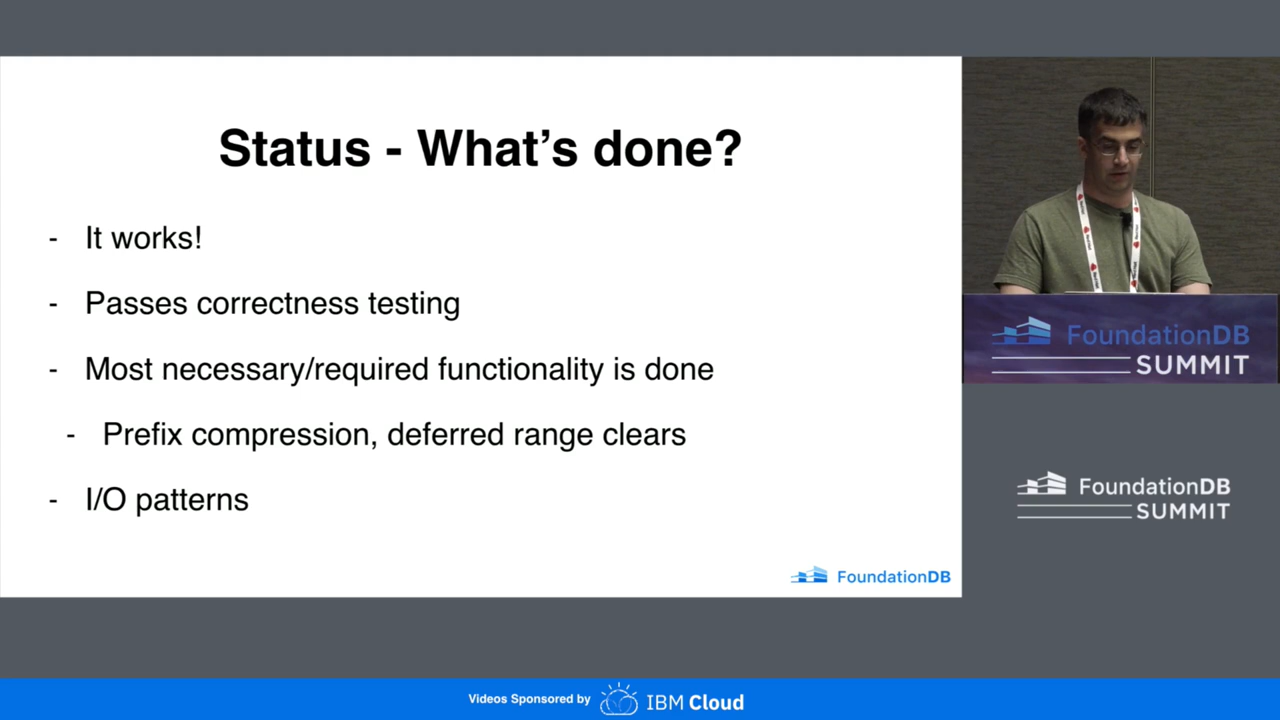 Status - What's done?
- It works!
- Passes correctness testing
- Most necessary/required functionality is done
- Prefix compression, deferred range clears
- I/O patterns
FoundationDB
FoundationDB
SUMMIT
FoundationDB
SUMMIT
Videos Sponsored by IBM Cloud